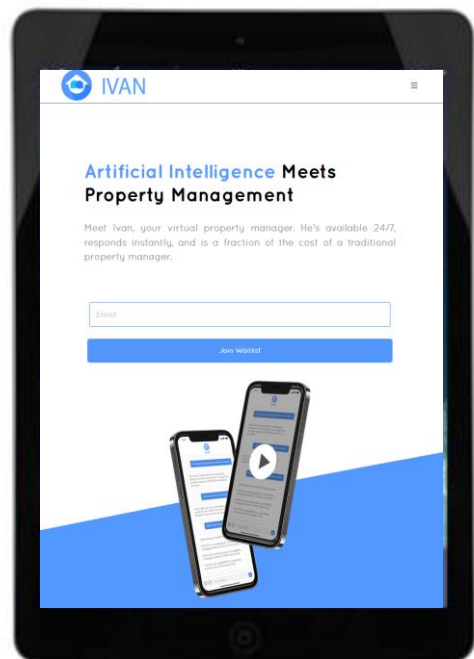 IVAN
Artificial Intelligence Meets
Property Management
Meet Ivan, your virtual property manager. He's available 24/7,
responds instantly, and is a fraction of the cost of a traditional
property manager.
Email
Join Waitlist